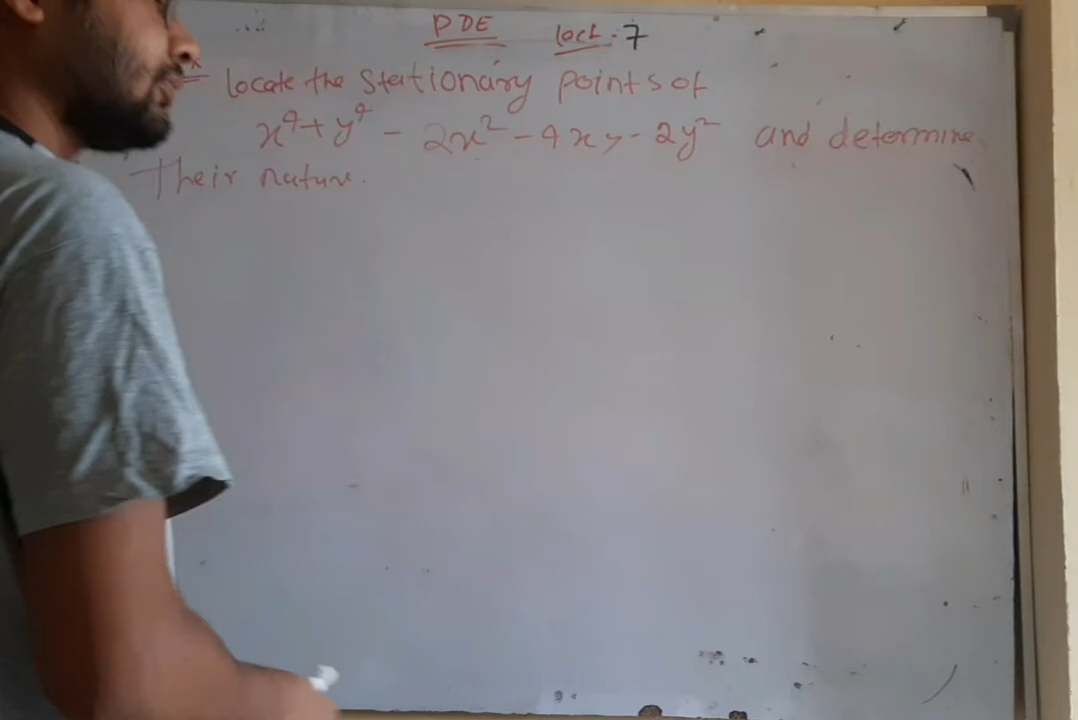 PDE lect. 7
locate the stationary points of
x⁴ + y⁴ - 2x² - 4xy - 2y² and determine
Their nature.